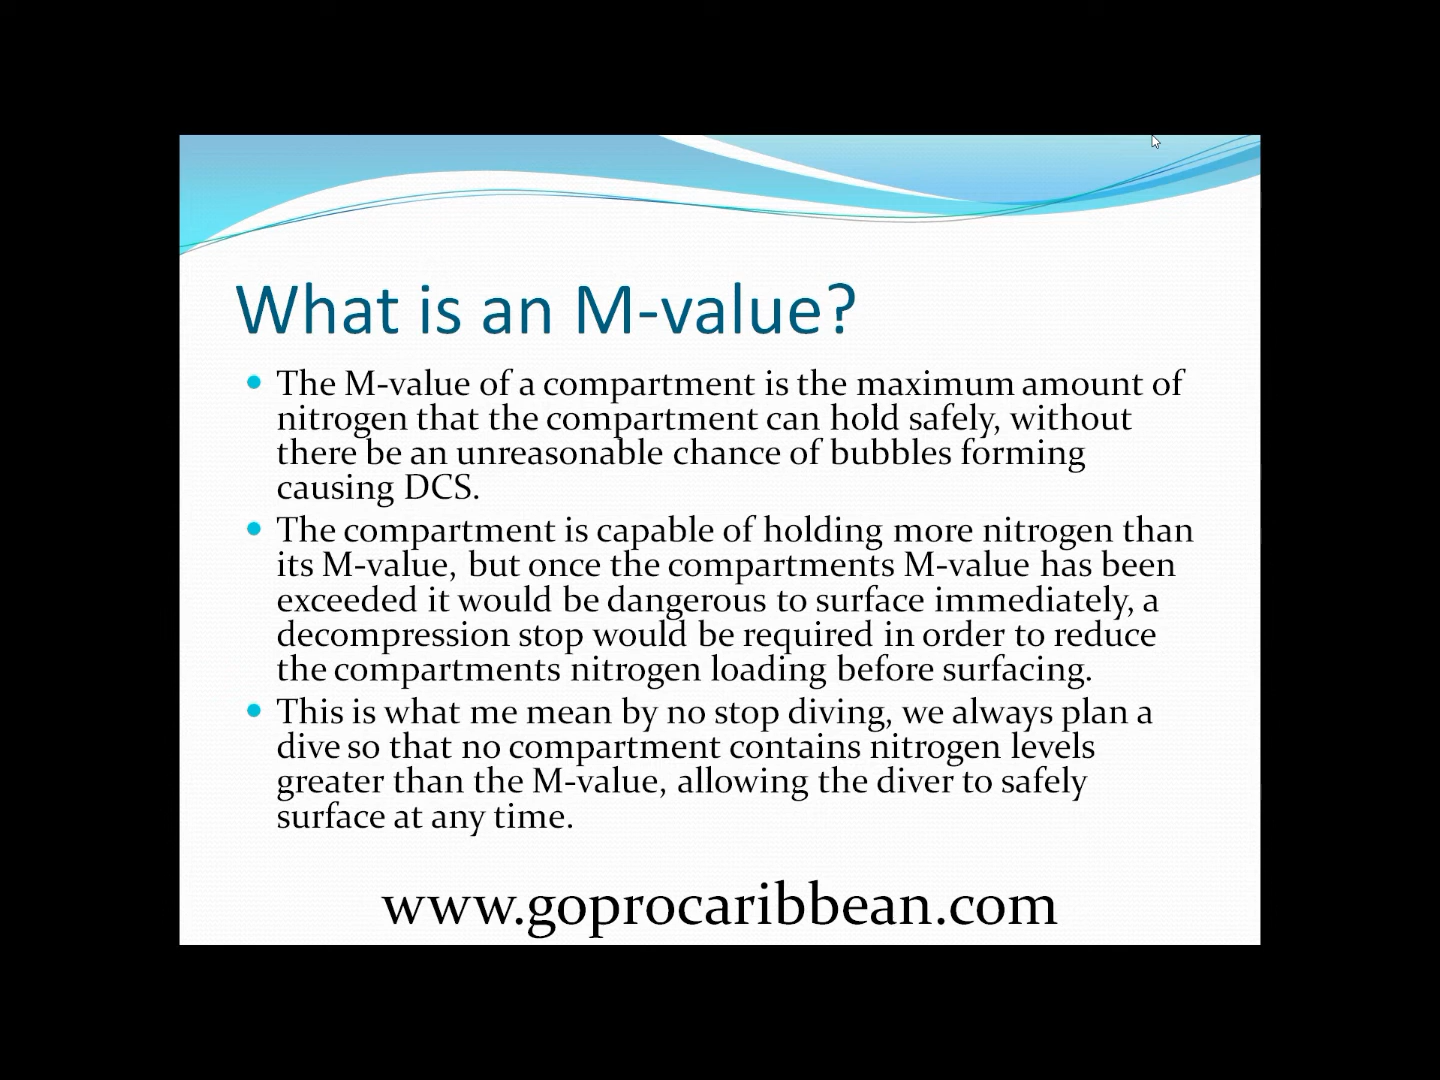 What is an M-value?
The M-value of a compartment is the maximum amount of
nitrogen that the compartment can hold safely, without
there be an unreasonable chance of bubbles forming
causing DCS.
The compartment is capable of holding more nitrogen than
its M-value, but once the compartments M-value has been
exceeded it would be dangerous to surface immediately, a
decompression stop would be required in order to reduce
the compartments nitrogen loading before surfacing.
This is what me mean by no stop diving, we always plan a
dive so that no compartment contains nitrogen levels
greater than the M-value, allowing the diver to safely
surface at any time.
www.goprocaribbean.com